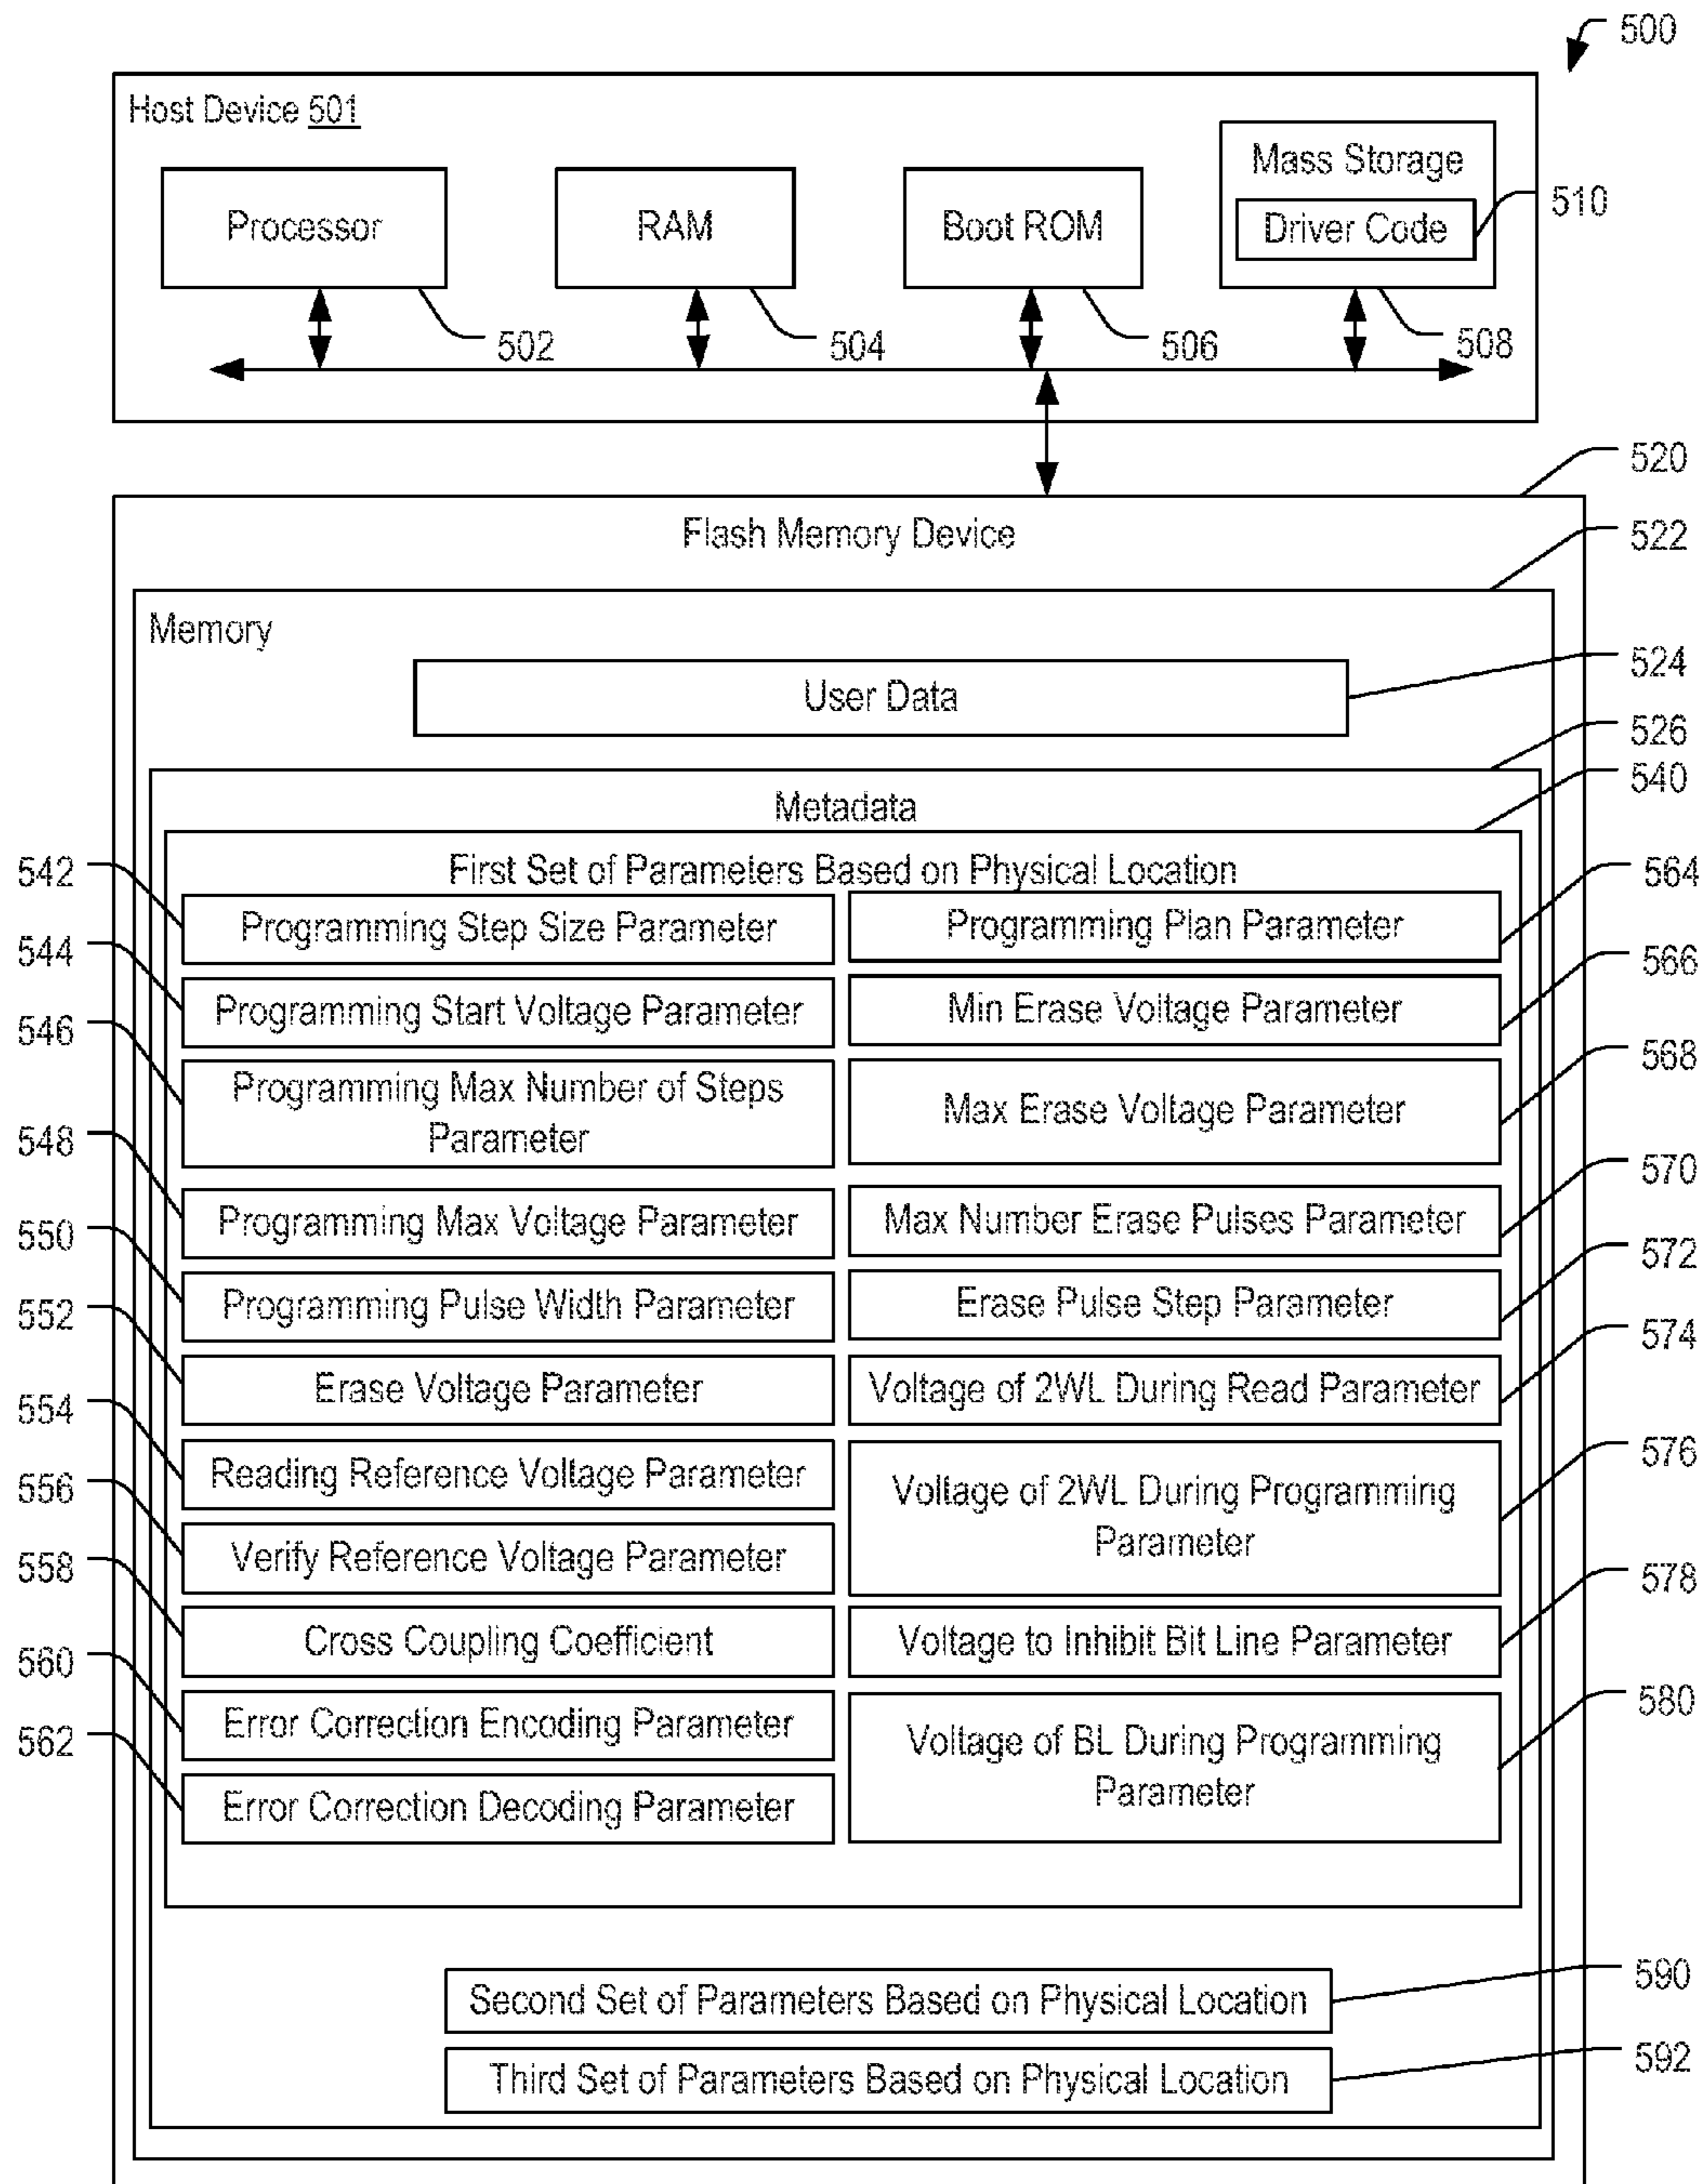 500
Host Device 501
Processor
RAM
Boot ROM
Mass Storage
Driver Code
510
502
504
506
508
520
Flash Memory Device
522
Memory
524
User Data
526
Metadata
540
First Set of Parameters Based on Physical Location
542
Programming Step Size Parameter
Programming Plan Parameter
564
544
Programming Start Voltage Parameter
Min Erase Voltage Parameter
566
546
Programming Max Number of Steps
Parameter
Max Erase Voltage Parameter
568
548
Programming Max Voltage Parameter
Max Number Erase Pulses Parameter
570
550
Programming Pulse Width Parameter
Erase Pulse Step Parameter
572
552
Erase Voltage Parameter
Voltage of 2WL During Read Parameter
574
554
Reading Reference Voltage Parameter
Voltage of 2WL During Programming
Parameter
576
556
Verify Reference Voltage Parameter
558
Cross Coupling Coefficient
Voltage to Inhibit Bit Line Parameter
578
560
Error Correction Encoding Parameter
Voltage of BL During Programming
Parameter
580
562
Error Correction Decoding Parameter
Second Set of Parameters Based on Physical Location
590
Third Set of Parameters Based on Physical Location
592